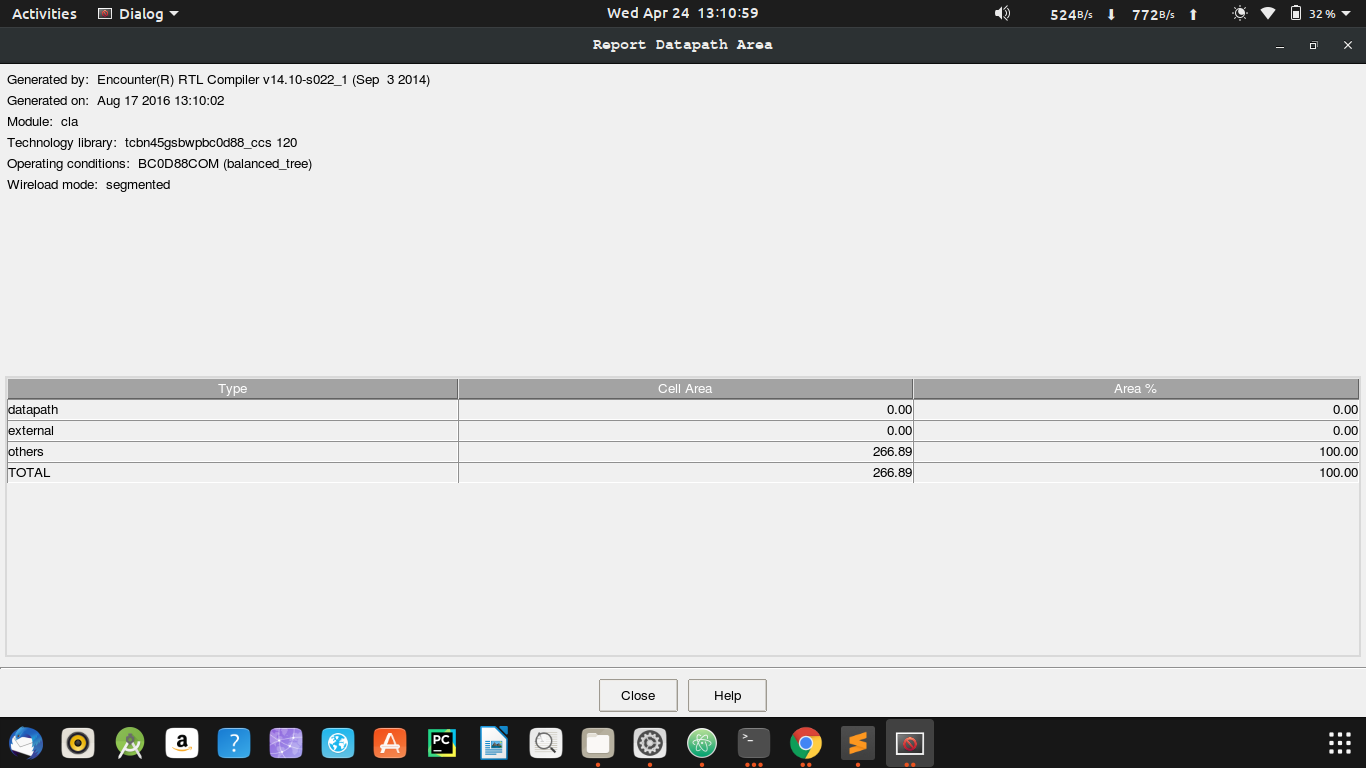 Activities Dialog Wed Apr 24 13:10:59 524B/s 772B/s 32 %
Report Datapath Area
Generated by: Encounter(R) RTL Compiler v14.10-s022_1 (Sep 3 2014)
Generated on: Aug 17 2016 13:10:02
Module: cla
Technology library: tcbn45gsbwpbc0d88_ccs 120
Operating conditions: BC0D88COM (balanced_tree)
Wireload mode: segmented
Type Cell Area Area %
datapath 0.00 0.00
external 0.00 0.00
others 266.89 100.00
TOTAL 266.89 100.00
Close Help
a ? A PC >_ S